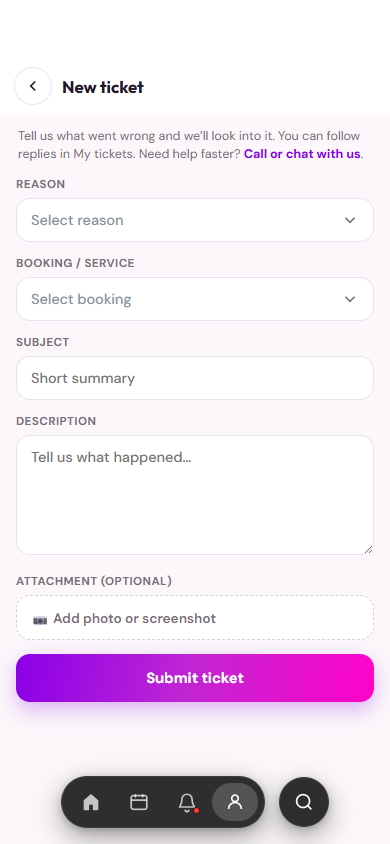 New ticket
Tell us what went wrong and we’ll look into it. You can follow
replies in My tickets. Need help faster? Call or chat with us.
REASON
Select reason
BOOKING / SERVICE
Select booking
SUBJECT
Short summary
DESCRIPTION
Tell us what happened…
ATTACHMENT (OPTIONAL)
Add photo or screenshot
Submit ticket